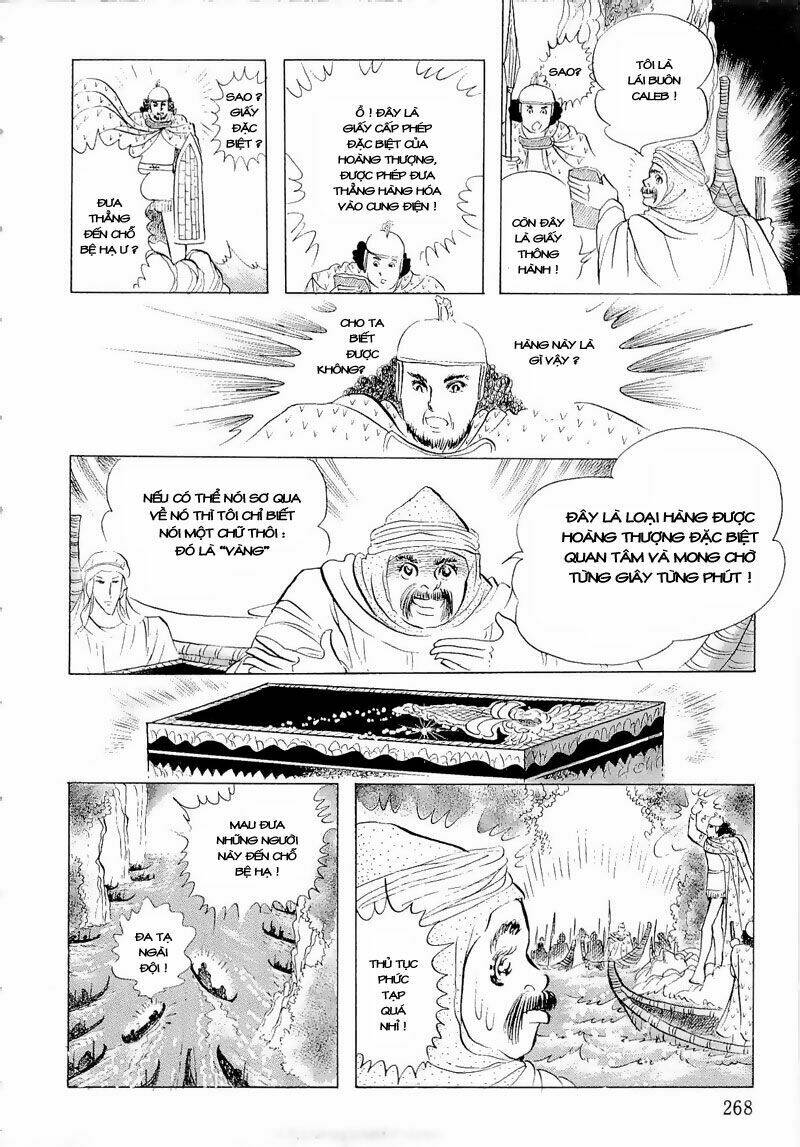 SAO?
GIẤY
ĐẶC
BIỆT ?
ĐƯA
THẲNG
ĐẾN CHỖ
BỆ HẠ Ư ?
Ồ ! ĐÂY LÀ
GIẤY CẤP PHÉP
ĐẶC BIỆT CỦA
HOÀNG THƯỢNG,
ĐƯỢC PHÉP ĐƯA
THẲNG HÀNG HÓA
VÀO CUNG ĐIỆN !
SAO?
TÔI LÀ
LÁI BUÔN
CALEB !
CÒN ĐÂY
LÀ GIẤY
THÔNG
HÀNH !
CHO TA
BIẾT
ĐƯỢC
KHÔNG?
HÀNG NÀY LÀ
GÌ VẬY ?
NẾU CÓ THỂ NÓI SƠ QUA
VỀ NÓ THÌ TÔI CHỈ BIẾT
NÓI MỘT CHỮ THÔI :
ĐÓ LÀ "VÀNG"
ĐÂY LÀ LOẠI HÀNG ĐƯỢC
HOÀNG THƯỢNG ĐẶC BIỆT
QUAN TÂM VÀ MONG CHỜ
TỪNG GIÂY TỪNG PHÚT !
MAU ĐƯA
NHỮNG NGƯỜI
NÀY ĐẾN CHỖ
BỆ HẠ !
ĐA TẠ
NGÀI
ĐỘI !
THỦ TỤC
PHỨC
TẠP
QUÁ
NHỈ !
268